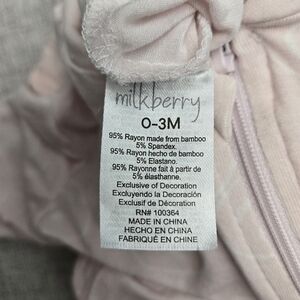 milkberry
0-3M
95% Rayon made from bamboo
5% Spandex.
95% Rayon hecho de bamboo
5% Elastano.
95% Rayonne fait à partir de
5% élasthanne.
Exclusive of Decoration
Excluyendo la Decoración
Exclusif de Décoration
RN# 100364
MADE IN CHINA
HECHO EN CHINA
FABRIQUÉ EN CHINE